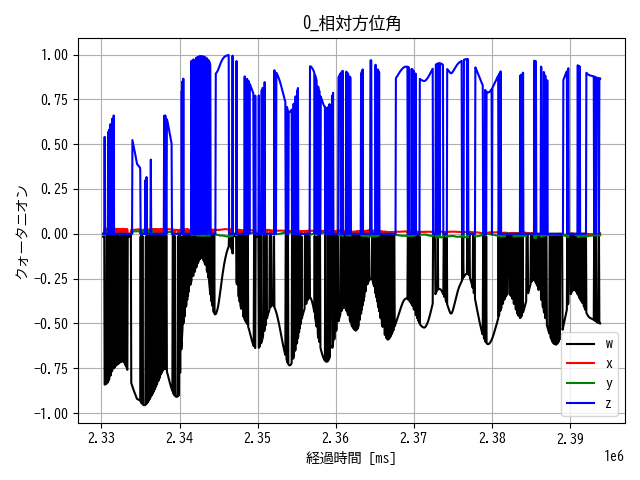 0_相対方位角
1.00
0.75
0.50
0.25
0.00
-0.25
-0.50
-0.75
-1.00
クォータニオン
2.33 2.34 2.35 2.36 2.37 2.38 2.39
1e6
経過時間 [ms]
w
x
y
z